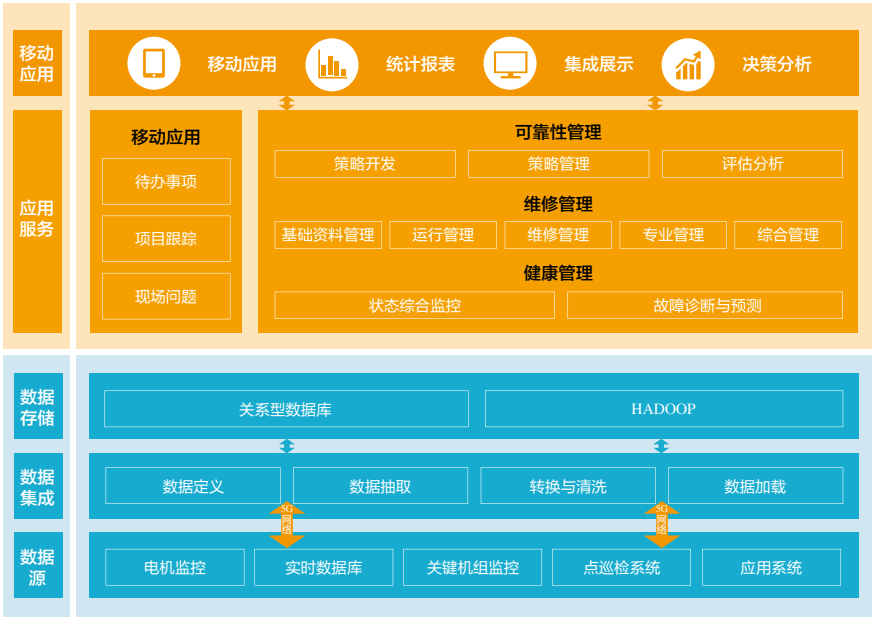 移动
应用
移动应用
统计报表
集成展示
决策分析
应用
服务
移动应用
待办事项
项目跟踪
现场问题
可靠性管理
策略开发
策略管理
评估分析
维修管理
基础资料管理
运行管理
维修管理
专业管理
综合管理
健康管理
状态综合监控
故障诊断与预测
数据
存储
关系型数据库
HADOOP
数据
集成
数据定义
数据抽取
转换与清洗
数据加载
5G
网
络
5G
网
络
数据
源
电机监控
实时数据库
关键机组监控
点巡检系统
应用系统